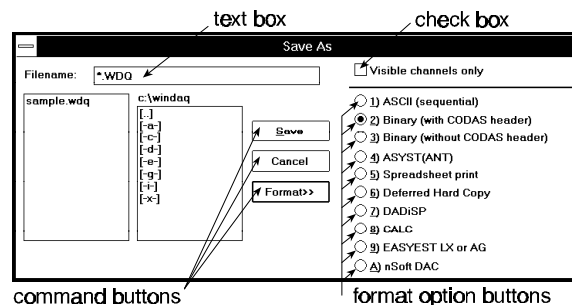 text box
check box
Save As
Filename:
*.WDQ
Visible channels only
sample.wdq
c:\windaq
[..]
[-a-]
[-c-]
[-d-]
[-e-]
[-g-]
[-i-]
[-x-]
Save
Cancel
Format>>
1) ASCII (sequential)
2) Binary (with CODAS header)
3) Binary (without CODAS header)
4) ASYST(ANT)
5) Spreadsheet print
6) Deferred Hard Copy
7) DADiSP
8) CALC
9) EASYEST LX or AG
A) nSoft DAC
command buttons
format option buttons